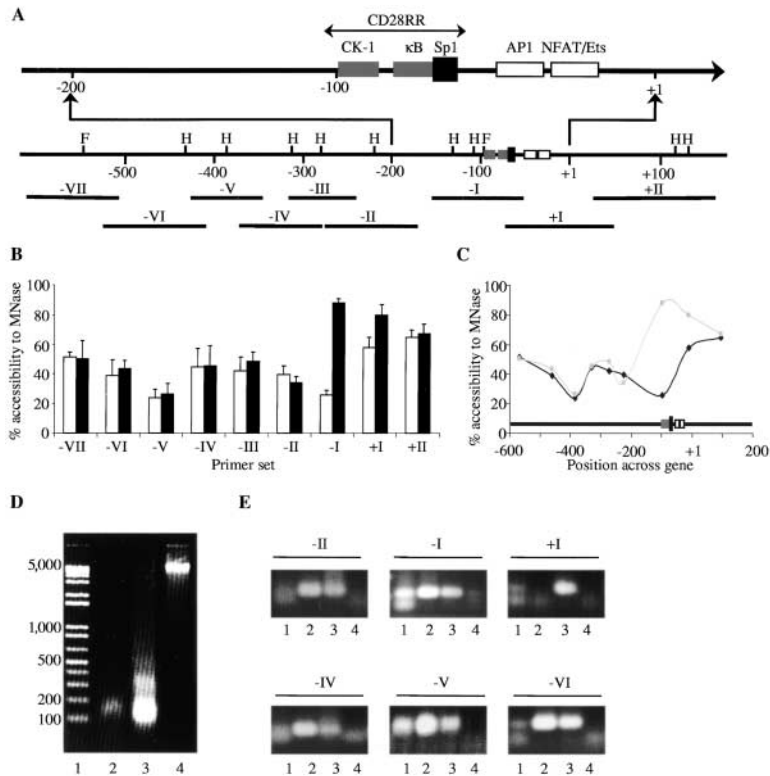 A
CD28RR
CK-1 κB Sp1 AP1 NFAT/Ets
-200 -100 +1
F H H H H H H H F H H
-500 -400 -300 -200 -100 +1 +100
-VII -V -III -I +II
-VI -IV -II +I
B
% accessibility to MNase
100
80
60
40
20
0
-VII -VI -V -IV -III -II -I +I +II
Primer set
C
% accessibility to MNase
100
80
60
40
20
0
-600 -400 -200 +1 200
Position across gene
D
5,000
1,000
500
200
100
1 2 3 4
E
-II -I +I
1 2 3 4 1 2 3 4 1 2 3 4
-IV -V -VI
1 2 3 4 1 2 3 4 1 2 3 4